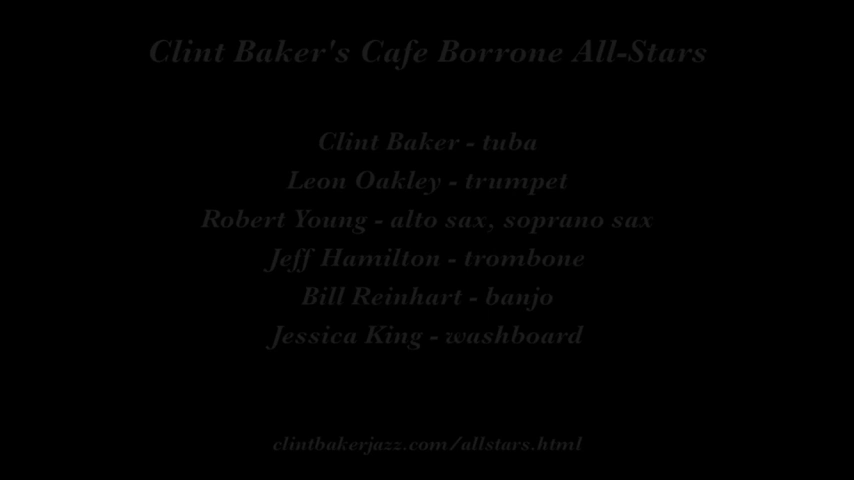 Clint Baker's Cafe Borrone All-Stars
Clint Baker - tuba
Leon Oakley - trumpet
Robert Young - alto sax, soprano sax
Jeff Hamilton - trombone
Bill Reinhart - banjo
Jessica King - washboard
clintbakerjazz.com/allstars.html